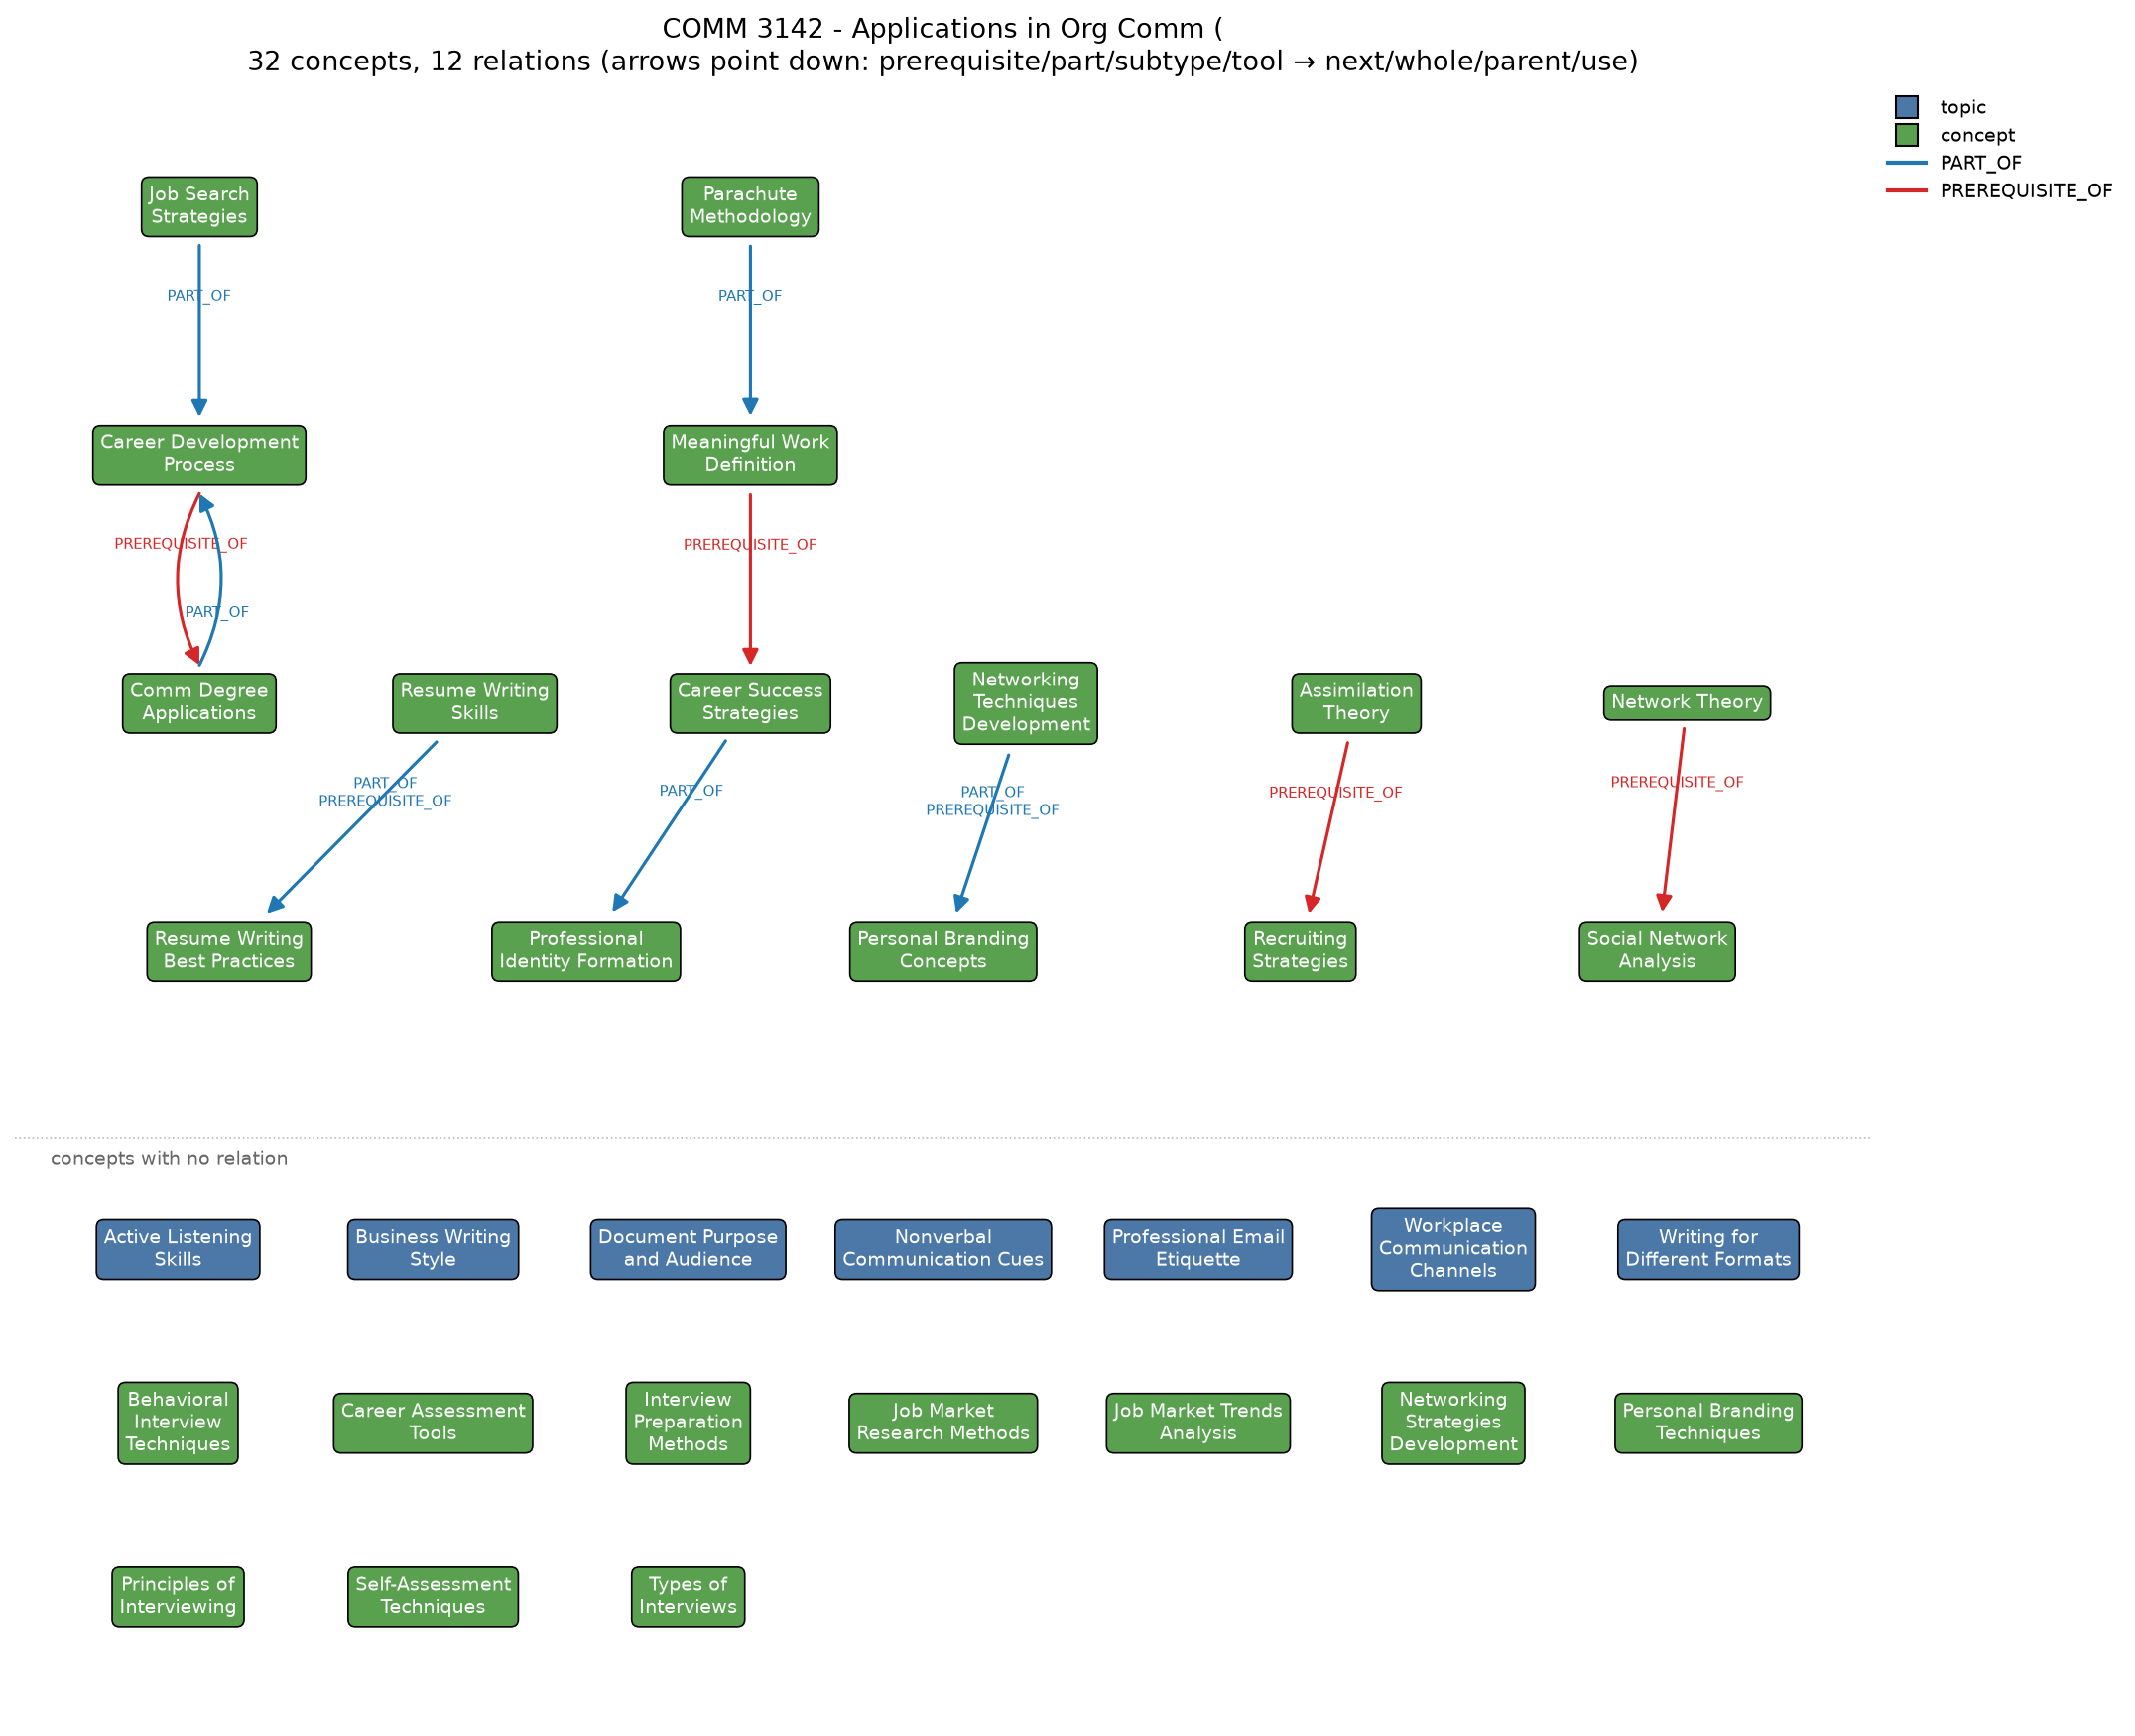 COMM 3142 - Applications in Org Comm (
32 concepts, 12 relations (arrows point down: prerequisite/part/subtype/tool → next/whole/parent/use)
topic
concept
PART_OF
PREREQUISITE_OF
Job Search
Strategies
Parachute
Methodology
PART_OF
PART_OF
Career Development
Process
Meaningful Work
Definition
PREREQUISITE_OF
PREREQUISITE_OF
PART_OF
Comm Degree
Applications
Resume Writing
Skills
Career Success
Strategies
Networking
Techniques
Development
Assimilation
Theory
Network Theory
PART_OF
PREREQUISITE_OF
PART_OF
PART_OF
PREREQUISITE_OF
PREREQUISITE_OF
PREREQUISITE_OF
Resume Writing
Best Practices
Professional
Identity Formation
Personal Branding
Concepts
Recruiting
Strategies
Social Network
Analysis
concepts with no relation
Active Listening
Skills
Business Writing
Style
Document Purpose
and Audience
Nonverbal
Communication Cues
Professional Email
Etiquette
Workplace
Communication
Channels
Writing for
Different Formats
Behavioral
Interview
Techniques
Career Assessment
Tools
Interview
Preparation
Methods
Job Market
Research Methods
Job Market Trends
Analysis
Networking
Strategies
Development
Personal Branding
Techniques
Principles of
Interviewing
Self-Assessment
Techniques
Types of
Interviews